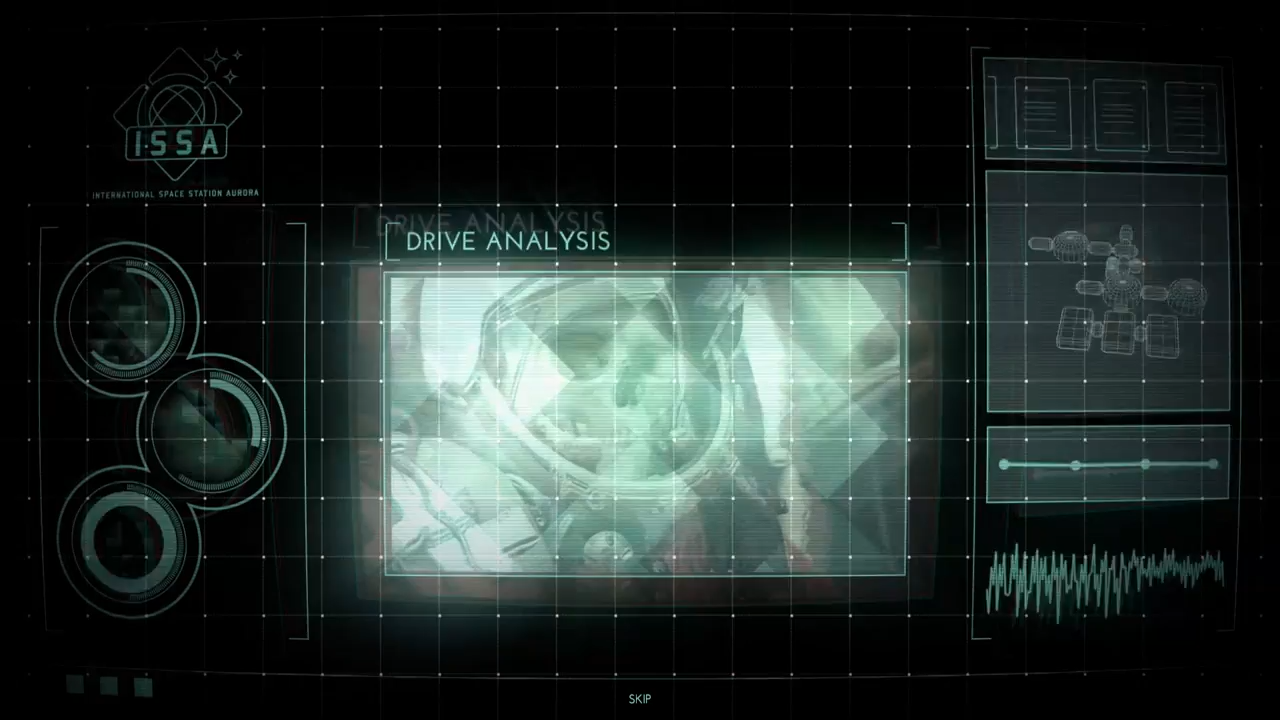 ISSA
INTERNATIONAL SPACE STATION AURORA
DRIVE ANALYSIS
DRIVE ANALYSIS
SKIP